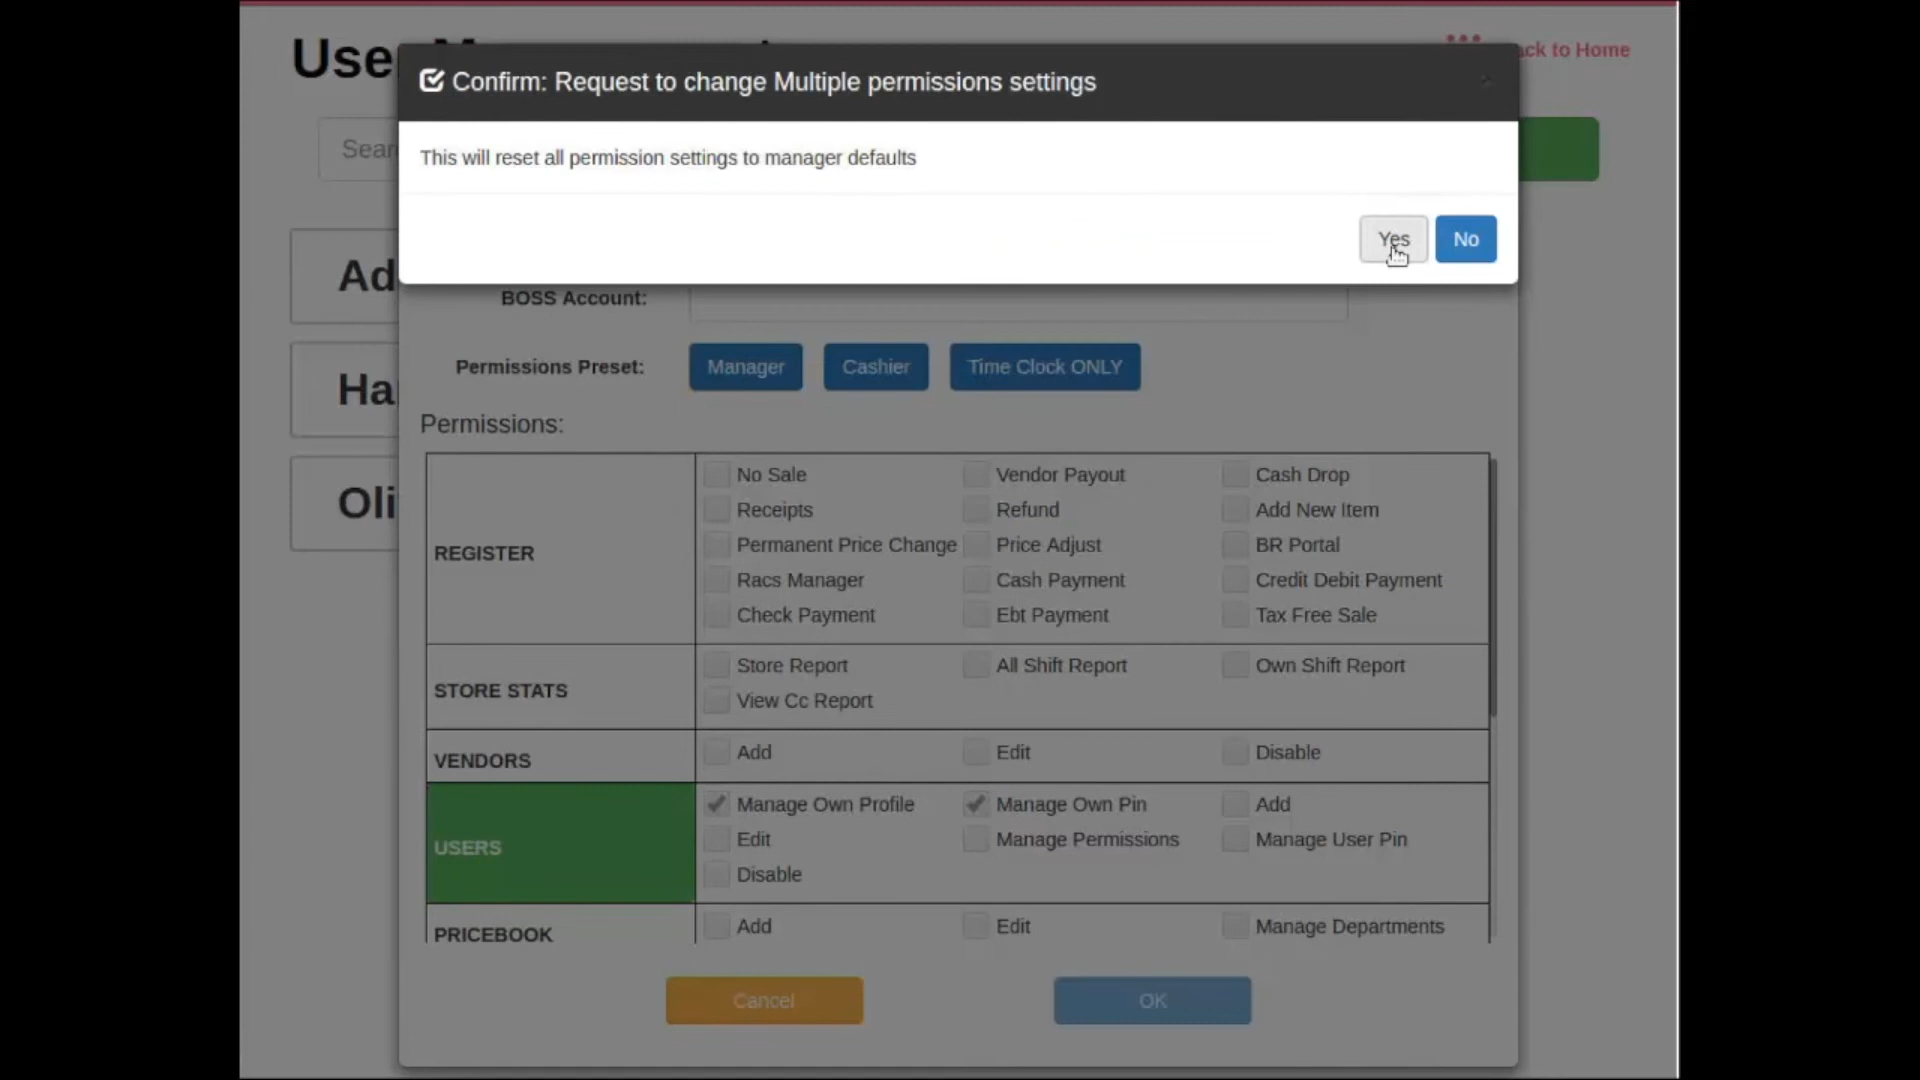 Confirm: Request to change Multiple permissions settings
ck to Home
This will reset all permission settings to manager defaults
Yes No
BOSS Account:
Permissions Preset: Manager Cashier Time Clock ONLY
Permissions:
REGISTER
No Sale Vendor Payout Cash Drop
Receipts Refund Add New Item
Permanent Price Change Price Adjust BR Portal
Racs Manager Cash Payment Credit Debit Payment
Check Payment Ebt Payment Tax Free Sale
STORE STATS
Store Report All Shift Report Own Shift Report
View Cc Report
VENDORS
Add Edit Disable
USERS
Manage Own Profile Manage Own Pin Add
Edit Manage Permissions Manage User Pin
Disable
PRICEBOOK
Add Edit Manage Departments
Cancel OK